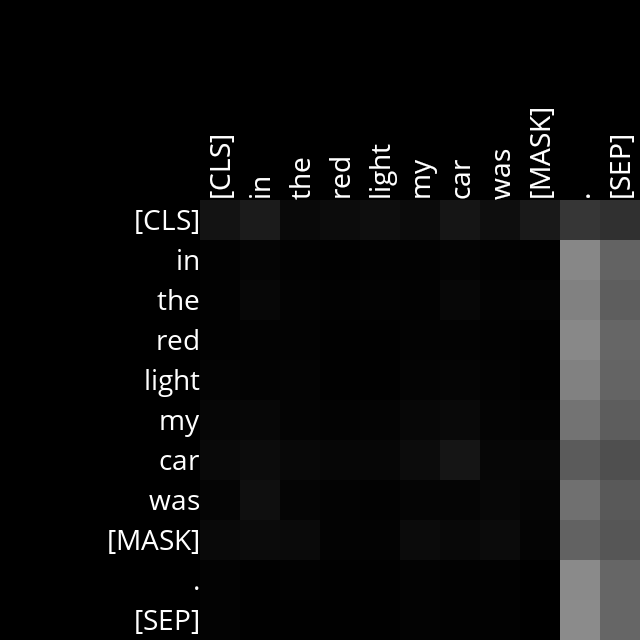 [CLS] in the red light my car was [MASK] . [SEP]
[CLS]
in
the
red
light
my
car
was
[MASK]
.
[SEP]